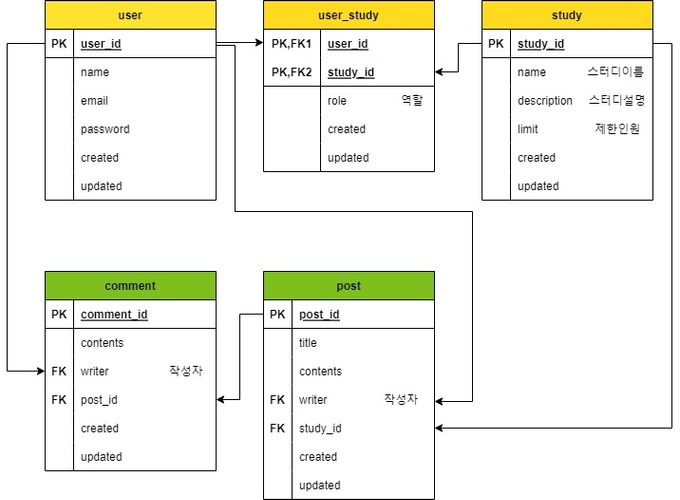 user
PK user_id
name
email
password
created
updated
user_study
PK,FK1 user_id
PK,FK2 study_id
role 역할
created
updated
study
PK study_id
name 스터디이름
description 스터디설명
limit 제한인원
created
updated
comment
PK comment_id
contents
FK writer 작성자
FK post_id
created
updated
post
PK post_id
title
contents
FK writer 작성자
FK study_id
created
updated